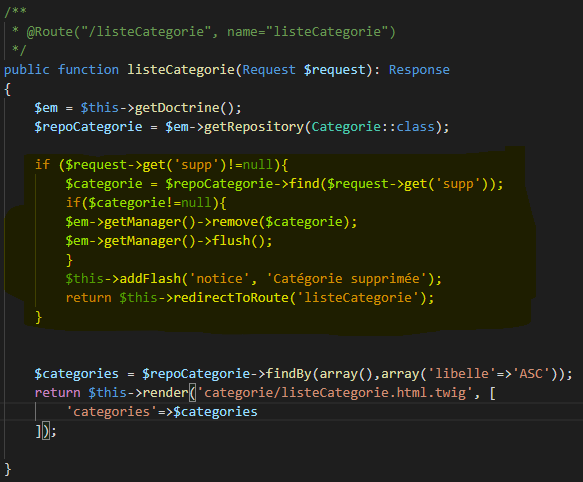 /**
 * @Route("/listeCategorie", name="listeCategorie")
 */
public function listeCategorie(Request $request): Response
{
    $em = $this->getDoctrine();
    $repoCategorie = $em->getRepository(Categorie::class);

    if ($request->get('supp')!=null){
        $categorie = $repoCategorie->find($request->get('supp'));
        if($categorie!=null){
        $em->getManager()->remove($categorie);
        $em->getManager()->flush();
        }
        $this->addFlash('notice', 'Catégorie supprimée');
        return $this->redirectToRoute('listeCategorie');
    }

    $categories = $repoCategorie->findBy(array(),array('libelle'=>'ASC'));
    return $this->render('categorie/listeCategorie.html.twig', [
        'categories'=>$categories
    ]);

}